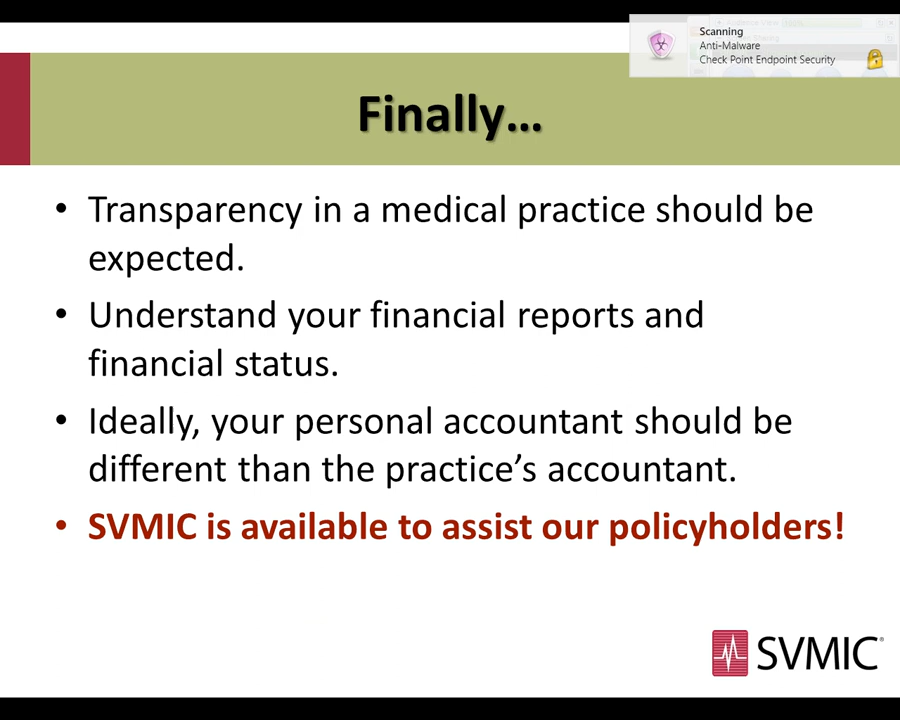 Scanning
Anti-Malware
Check Point Endpoint Security
Finally...
• Transparency in a medical practice should be
expected.
• Understand your financial reports and
financial status.
• Ideally, your personal accountant should be
different than the practice's accountant.
• SVMIC is available to assist our policyholders!
SVMIC®